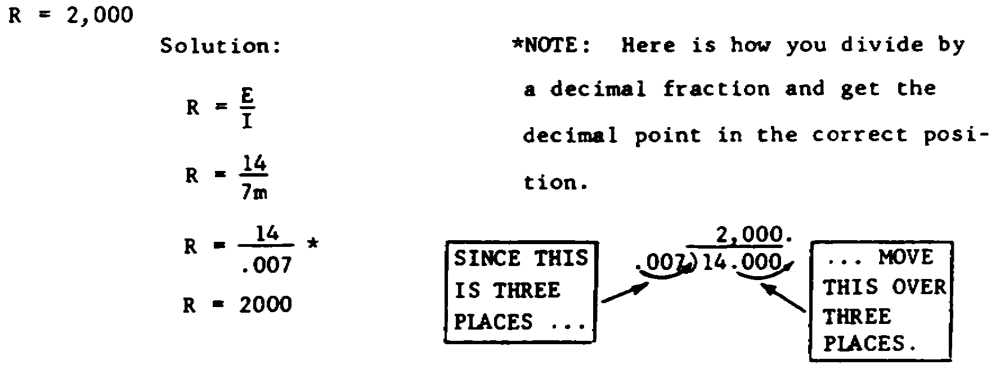 R = 2,000
Solution:
R = E/I
R = 14/7m
R = 14/.007 *
R = 2000
*NOTE: Here is how you divide by
a decimal fraction and get the
decimal point in the correct posi-
tion.
SINCE THIS
IS THREE
PLACES ...
2,000.
.007)14.000
... MOVE
THIS OVER
THREE
PLACES.